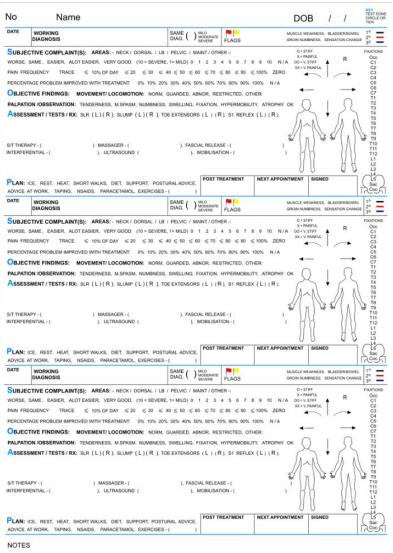 No Name DOB / /
KEY
TEST DONE
CIRCLE OR
TICK
DATE WORKING DIAGNOSIS SAME ( ) DIAG. MILD MODERATE SEVERE FLAGS MUSCLE WEAKNESS, BLADDER/BOWEL 1º
GROIN NUMBNESS, SENSATION CHANGE 2º
3º
SUBJECTIVE COMPLAINT(S): AREAS:- NECK / DORSAL / LB / PELVIC / MAINT / OTHER:-
WORSE, SAME, EASIER, ALOT EASIER, VERY GOOD. (10 = SEVERE, 1= MILD) 0 1 2 3 4 5 6 7 8 9 10 N / A
PAIN FREQUENCY TRACE ≤ 10% OF DAY ≤ 20 ≤ 30 ≤ 40 ≤ 50 ≤ 60 ≤ 70 ≤ 80 ≤ 90 ≤ 100% ZERO
PERCENTAGE PROBLEM IMPROVED WITH TREATMENT 0% 10% 20% 30% 40% 50% 60% 70% 80% 90% 100% N / A
OBJECTIVE FINDINGS: MOVEMENT/ LOCOMOTION: NORM, GUARDED, ABNOR, RESTRICTED, OTHER:
PALPATION /OBSERVATION: TENDERNESS, M.SPASM, NUMBNESS, SWELLING, FIXATION, HYPERMOBILITY, ATROPHY OK
ASSESSMENT / TESTS / RX: SLR ( L ) ( R ), SLUMP ( L ) ( R ), TOE EXTENSORS ( L ) ( R ), S1 REFLEX ( L ) ( R ),
O = STIFF
X = PAINFUL
OO = V. STIFF
XX = V. PAINFUL
R
FIXATIONS
Occ
C1
C2
C3
C4
C5
C6
C7
T1
T2
T3
T4
T5
T6
T7
T8
T9
T10
T11
T12
L1
L2
L3
L4
L5
Sac
Coc
S/t THERAPY - ( ) MASSAGER - ( ) FASCIAL RELEASE - ( )
INTERFERENTIAL - ( ), ULTRASOUND ( ), MOBILISATION - ( )
POST TREATMENT NEXT APPOINTMENT SIGNED
PLAN: ICE, REST, HEAT, SHORT WALKS, DIET, SUPPORT, POSTURAL ADVICE,
ADVICE AT WORK, TAPING, NSAIDS, PARACETAMOL, EXERCISES - ( )
DATE WORKING DIAGNOSIS SAME ( ) DIAG. MILD MODERATE SEVERE FLAGS MUSCLE WEAKNESS, BLADDER/BOWEL 1º
GROIN NUMBNESS, SENSATION CHANGE 2º
3º
SUBJECTIVE COMPLAINT(S): AREAS:- NECK / DORSAL / LB / PELVIC / MAINT / OTHER:-
WORSE, SAME, EASIER, ALOT EASIER, VERY GOOD. (10 = SEVERE, 1= MILD) 0 1 2 3 4 5 6 7 8 9 10 N / A
PAIN FREQUENCY TRACE ≤ 10% OF DAY ≤ 20 ≤ 30 ≤ 40 ≤ 50 ≤ 60 ≤ 70 ≤ 80 ≤ 90 ≤ 100% ZERO
PERCENTAGE PROBLEM IMPROVED WITH TREATMENT 0% 10% 20% 30% 40% 50% 60% 70% 80% 90% 100% N / A
OBJECTIVE FINDINGS: MOVEMENT/ LOCOMOTION: NORM, GUARDED, ABNOR, RESTRICTED, OTHER:
PALPATION /OBSERVATION: TENDERNESS, M.SPASM, NUMBNESS, SWELLING, FIXATION, HYPERMOBILITY, ATROPHY OK
ASSESSMENT / TESTS / RX: SLR ( L ) ( R ), SLUMP ( L ) ( R ), TOE EXTENSORS ( L ) ( R ), S1 REFLEX ( L ) ( R ),
O = STIFF
X = PAINFUL
OO = V. STIFF
XX = V. PAINFUL
R
FIXATIONS
Occ
C1
C2
C3
C4
C5
C6
C7
T1
T2
T3
T4
T5
T6
T7
T8
T9
T10
T11
T12
L1
L2
L3
L4
L5
Sac
Coc
S/t THERAPY - ( ) MASSAGER - ( ) FASCIAL RELEASE - ( )
INTERFERENTIAL - ( ), ULTRASOUND ( ), MOBILISATION - ( )
POST TREATMENT NEXT APPOINTMENT SIGNED
PLAN: ICE, REST, HEAT, SHORT WALKS, DIET, SUPPORT, POSTURAL ADVICE,
ADVICE AT WORK, TAPING, NSAIDS, PARACETAMOL, EXERCISES - ( )
DATE WORKING DIAGNOSIS SAME ( ) DIAG. MILD MODERATE SEVERE FLAGS MUSCLE WEAKNESS, BLADDER/BOWEL 1º
GROIN NUMBNESS, SENSATION CHANGE 2º
3º
SUBJECTIVE COMPLAINT(S): AREAS:- NECK / DORSAL / LB / PELVIC / MAINT / OTHER:-
WORSE, SAME, EASIER, ALOT EASIER, VERY GOOD. (10 = SEVERE, 1= MILD) 0 1 2 3 4 5 6 7 8 9 10 N / A
PAIN FREQUENCY TRACE ≤ 10% OF DAY ≤ 20 ≤ 30 ≤ 40 ≤ 50 ≤ 60 ≤ 70 ≤ 80 ≤ 90 ≤ 100% ZERO
PERCENTAGE PROBLEM IMPROVED WITH TREATMENT 0% 10% 20% 30% 40% 50% 60% 70% 80% 90% 100% N / A
OBJECTIVE FINDINGS: MOVEMENT/ LOCOMOTION: NORM, GUARDED, ABNOR, RESTRICTED, OTHER:
PALPATION /OBSERVATION: TENDERNESS, M.SPASM, NUMBNESS, SWELLING, FIXATION, HYPERMOBILITY, ATROPHY OK
ASSESSMENT / TESTS / RX: SLR ( L ) ( R ), SLUMP ( L ) ( R ), TOE EXTENSORS ( L ) ( R ), S1 REFLEX ( L ) ( R ),
O = STIFF
X = PAINFUL
OO = V. STIFF
XX = V. PAINFUL
R
FIXATIONS
Occ
C1
C2
C3
C4
C5
C6
C7
T1
T2
T3
T4
T5
T6
T7
T8
T9
T10
T11
T12
L1
L2
L3
L4
L5
Sac
Coc
S/t THERAPY - ( ) MASSAGER - ( ) FASCIAL RELEASE - ( )
INTERFERENTIAL - ( ), ULTRASOUND ( ), MOBILISATION - ( )
POST TREATMENT NEXT APPOINTMENT SIGNED
PLAN: ICE, REST, HEAT, SHORT WALKS, DIET, SUPPORT, POSTURAL ADVICE,
ADVICE AT WORK, TAPING, NSAIDS, PARACETAMOL, EXERCISES - ( )
NOTES